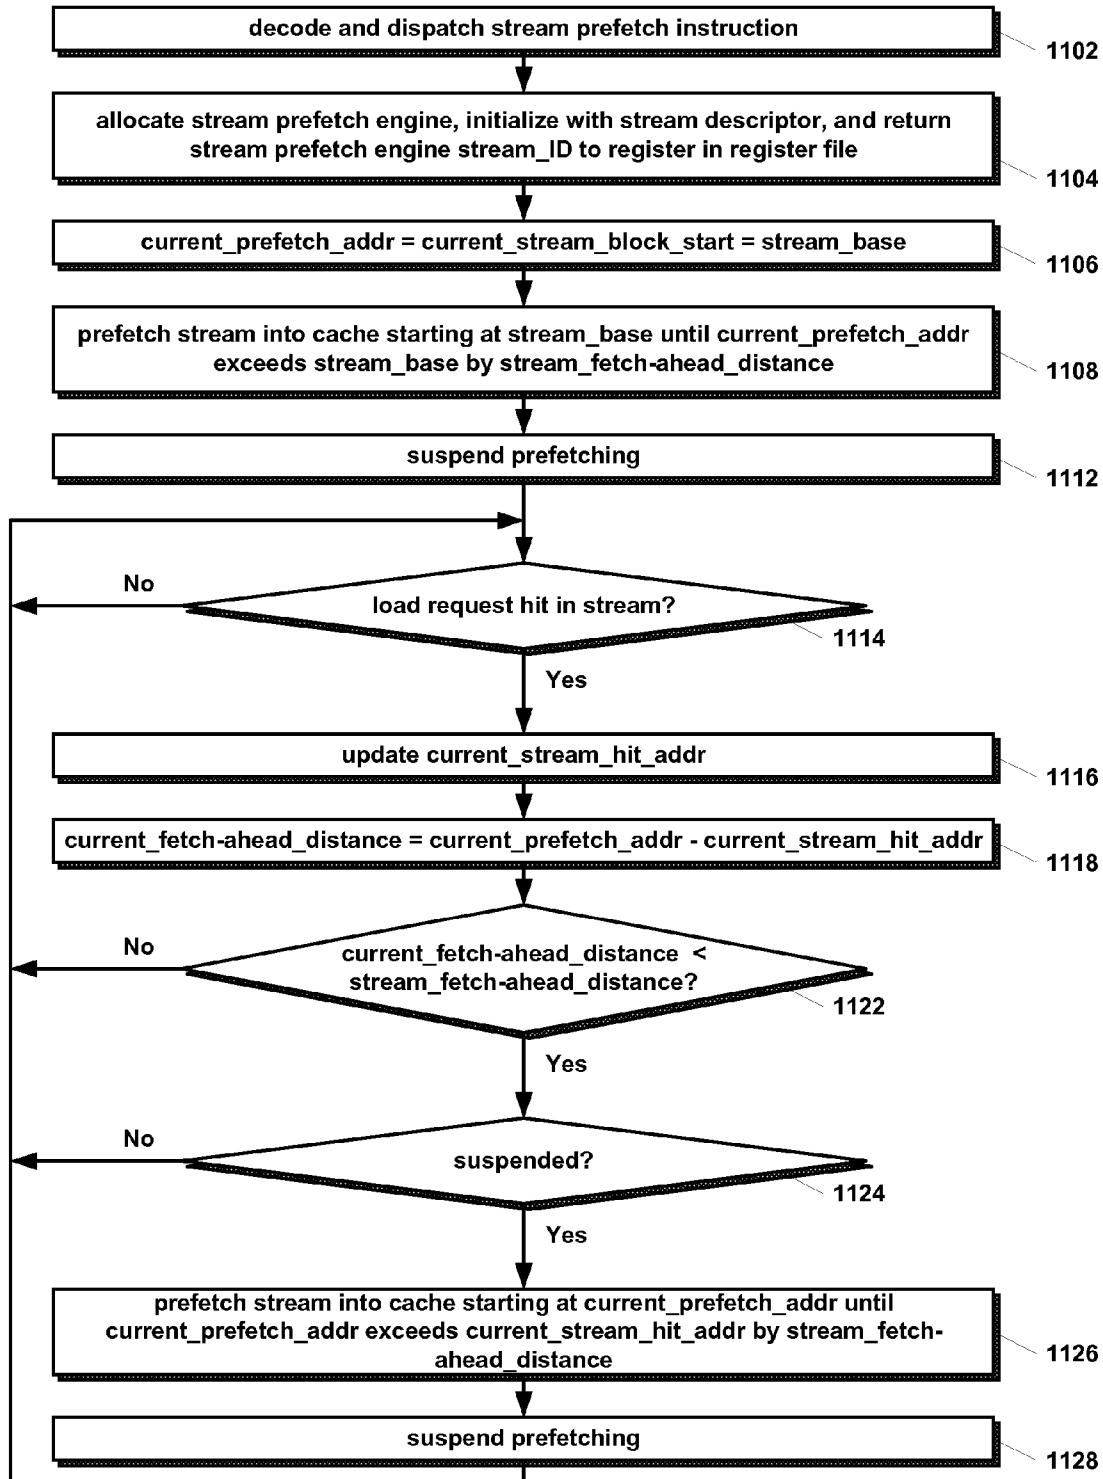 decode and dispatch stream prefetch instruction
1102
allocate stream prefetch engine, initialize with stream descriptor, and return
stream prefetch engine stream_ID to register in register file
1104
current_prefetch_addr = current_stream_block_start = stream_base
1106
prefetch stream into cache starting at stream_base until current_prefetch_addr
exceeds stream_base by stream_fetch-ahead_distance
1108
suspend prefetching
1112
No
load request hit in stream?
1114
Yes
update current_stream_hit_addr
1116
current_fetch-ahead_distance = current_prefetch_addr - current_stream_hit_addr
1118
No
current_fetch-ahead_distance <
stream_fetch-ahead_distance?
1122
Yes
No
suspended?
1124
Yes
prefetch stream into cache starting at current_prefetch_addr until
current_prefetch_addr exceeds current_stream_hit_addr by stream_fetch-
ahead_distance
1126
suspend prefetching
1128